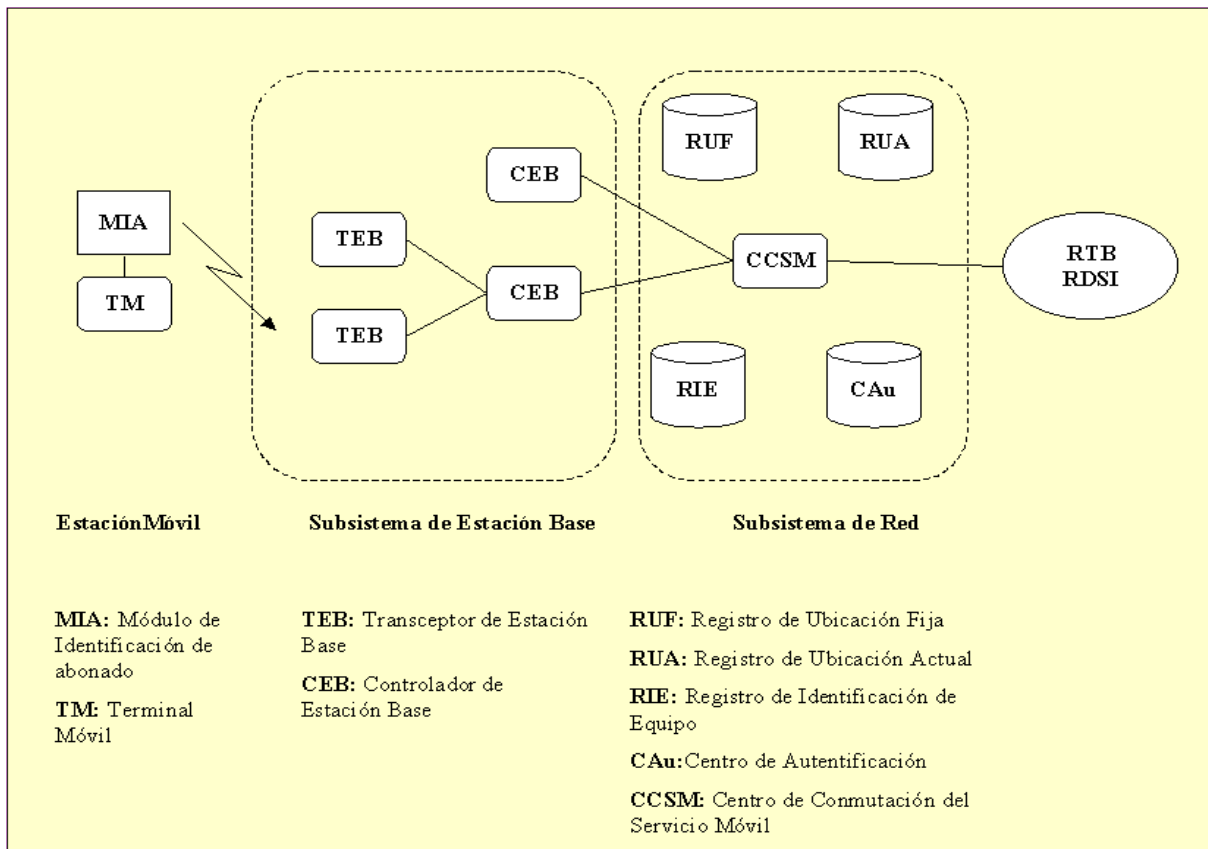 RUF
RUA
CEB
MIA
TEB
CCSM
RTB
RDSI
TM
CEB
TEB
RIE
CAu
EstaciónMóvil
Subsistema de Estación Base
Subsistema de Red
MIA: Módulo de
Identificación de
abonado
TM: Terminal
Móvil
TEB: Transceptor de Estación
Base
CEB: Controlador de
Estación Base
RUF: Registro de Ubicación Fija
RUA: Registro de Ubicación Actual
RIE: Registro de Identificación de
Equipo
CAu:Centro de Autentificación
CCSM: Centro de Conmutación del
Servicio Móvil